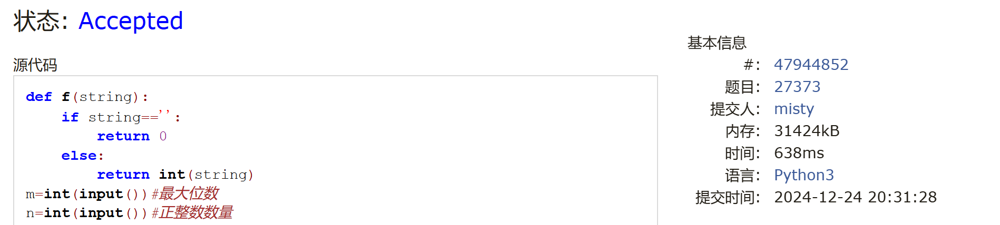 状态: Accepted
源代码
def f(string):
    if string=='':
        return 0
    else:
        return int(string)
m=int(input())#最大位数
n=int(input())#正整数数量
基本信息
#: 47944852
题目: 27373
提交人: misty
内存: 31424kB
时间: 638ms
语言: Python3
提交时间: 2024-12-24 20:31:28